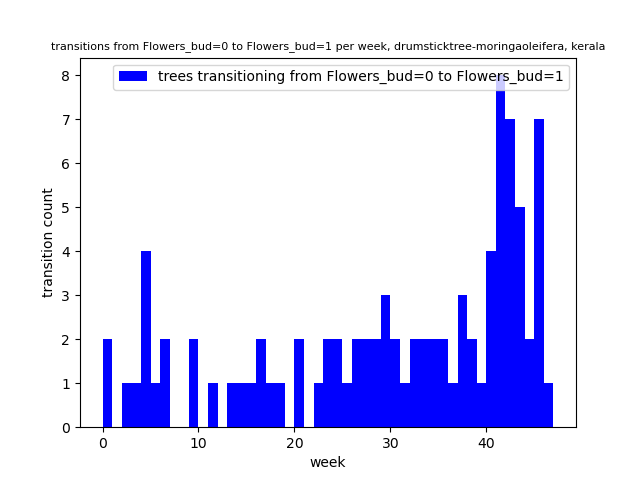 transitions from Flowers_bud=0 to Flowers_bud=1 per week, drumsticktree-moringaoleifera, kerala
trees transitioning from Flowers_bud=0 to Flowers_bud=1
8
7
6
5
4
3
2
1
0
transition count
0 10 20 30 40
week